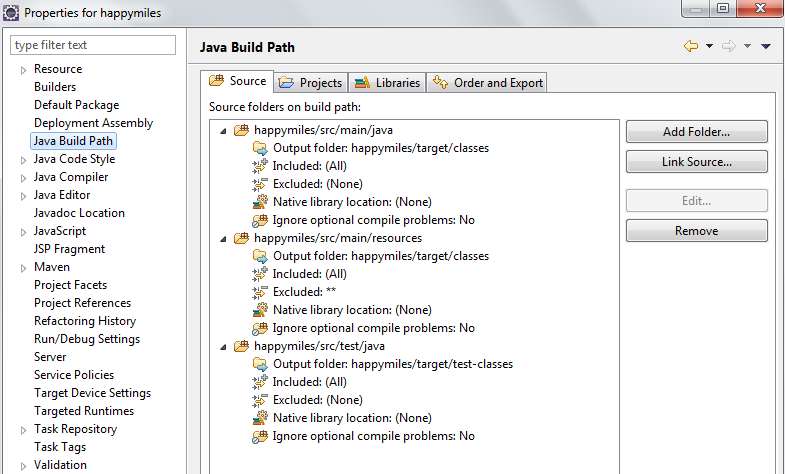 Properties for happymiles
type filter text
Resource
Builders
Default Package
Deployment Assembly
Java Build Path
Java Code Style
Java Compiler
Java Editor
Javadoc Location
JavaScript
JSP Fragment
Maven
Project Facets
Project References
Refactoring History
Run/Debug Settings
Server
Service Policies
Target Device Settings
Targeted Runtimes
Task Repository
Task Tags
Validation
Java Build Path
Source
Projects
Libraries
Order and Export
Source folders on build path:
happymiles/src/main/java
Output folder: happymiles/target/classes
Included: (All)
Excluded: (None)
Native library location: (None)
Ignore optional compile problems: No
happymiles/src/main/resources
Output folder: happymiles/target/classes
Included: (All)
Excluded: **
Native library location: (None)
Ignore optional compile problems: No
happymiles/src/test/java
Output folder: happymiles/target/test-classes
Included: (All)
Excluded: (None)
Native library location: (None)
Ignore optional compile problems: No
Add Folder...
Link Source...
Edit...
Remove